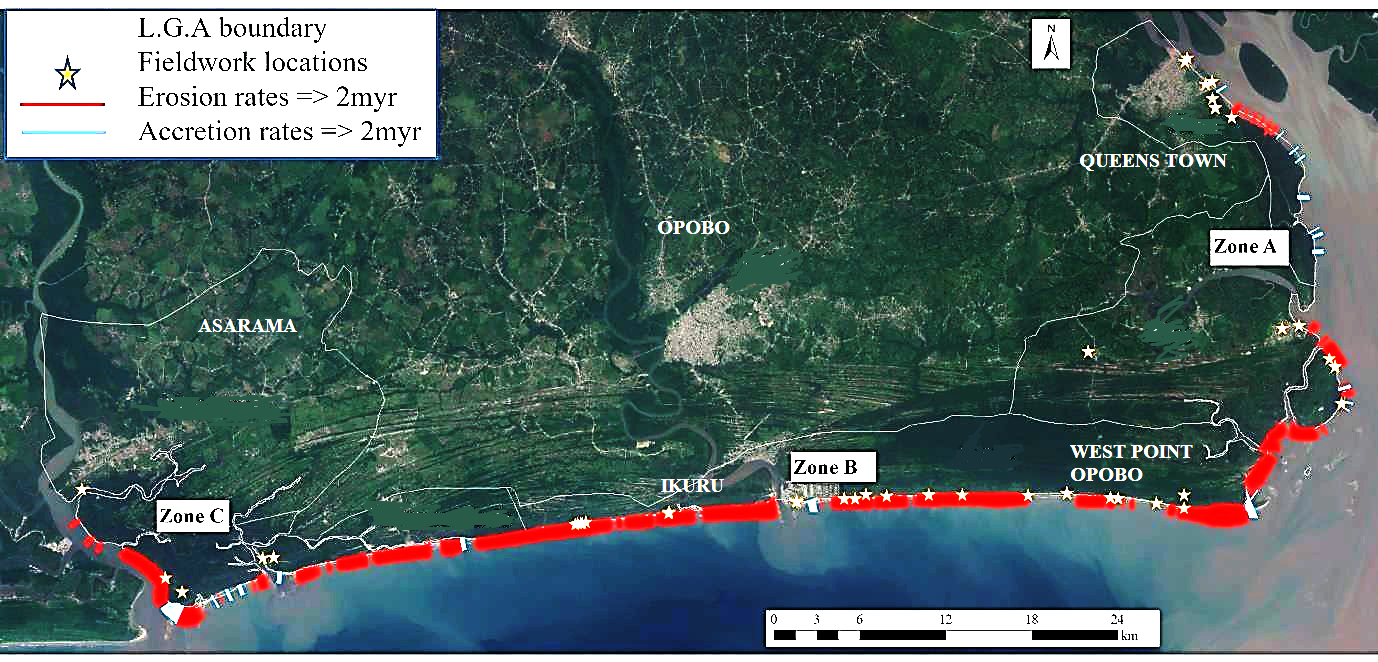 L.G.A boundary
Fieldwork locations
Erosion rates => 2myr
Accretion rates => 2myr
N
QUEENS TOWN
OPOBO
Zone A
ASARAMA
WEST POINT
OPOBO
Zone B
IKURU
Zone C
0 3 6 12 18 24
km